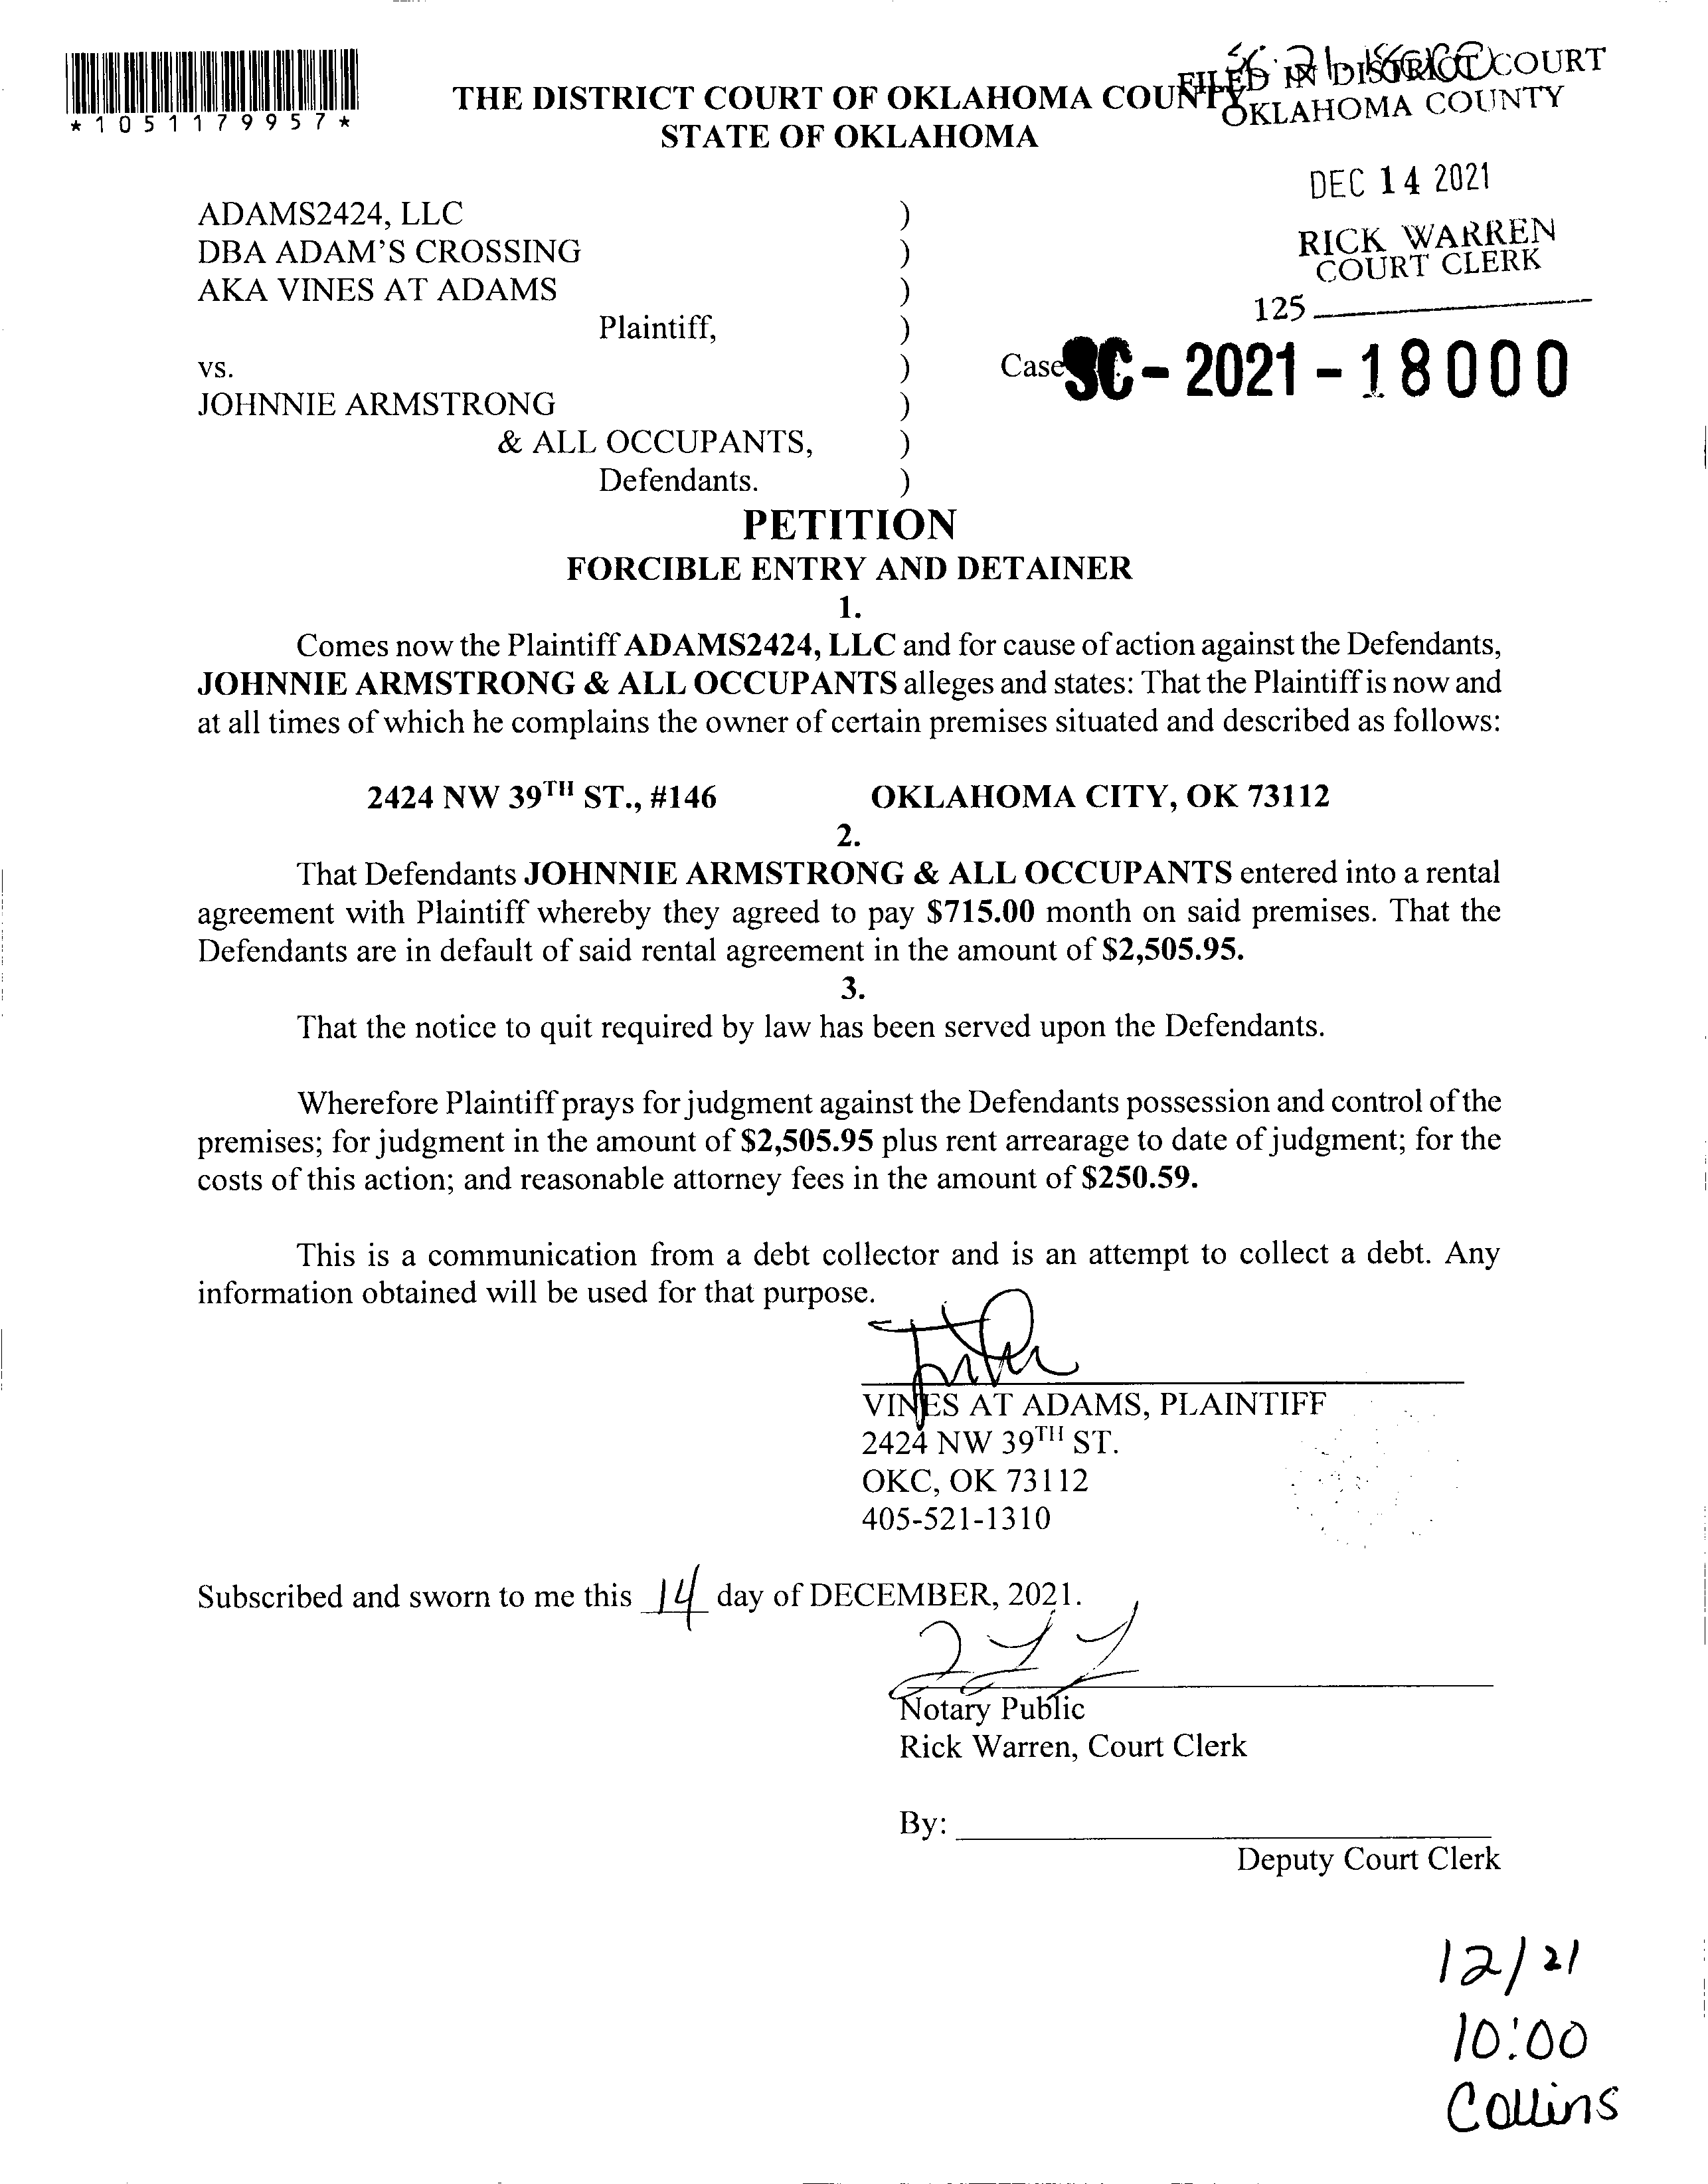 *1051179957*
THE DISTRICT COURT OF OKLAHOMA COUNTY
STATE OF OKLAHOMA
FILED IN DISTRICT COURT
OKLAHOMA COUNTY
DEC 14 2021
RICK WARREN
COURT CLERK
125
ADAMS2424, LLC )
DBA ADAM'S CROSSING )
AKA VINES AT ADAMS )
Plaintiff, )
vs. ) Case SC-2021-18000
JOHNNIE ARMSTRONG )
& ALL OCCUPANTS, )
Defendants. )
PETITION
FORCIBLE ENTRY AND DETAINER
1.
Comes now the Plaintiff ADAMS2424, LLC and for cause of action against the Defendants,
JOHNNIE ARMSTRONG & ALL OCCUPANTS alleges and states: That the Plaintiff is now and
at all times of which he complains the owner of certain premises situated and described as follows:
2424 NW 39TH ST., #146 OKLAHOMA CITY, OK 73112
2.
That Defendants JOHNNIE ARMSTRONG & ALL OCCUPANTS entered into a rental
agreement with Plaintiff whereby they agreed to pay $715.00 month on said premises. That the
Defendants are in default of said rental agreement in the amount of $2,505.95.
3.
That the notice to quit required by law has been served upon the Defendants.
Wherefore Plaintiff prays for judgment against the Defendants possession and control of the
premises; for judgment in the amount of $2,505.95 plus rent arrearage to date of judgment; for the
costs of this action; and reasonable attorney fees in the amount of $250.59.
This is a communication from a debt collector and is an attempt to collect a debt. Any
information obtained will be used for that purpose.
VINES AT ADAMS, PLAINTIFF
2424 NW 39TH ST.
OKC, OK 73112
405-521-1310
Subscribed and sworn to me this 14 day of DECEMBER, 2021.
Notary Public
Rick Warren, Court Clerk
By:
Deputy Court Clerk
12/21
10:00
Collins